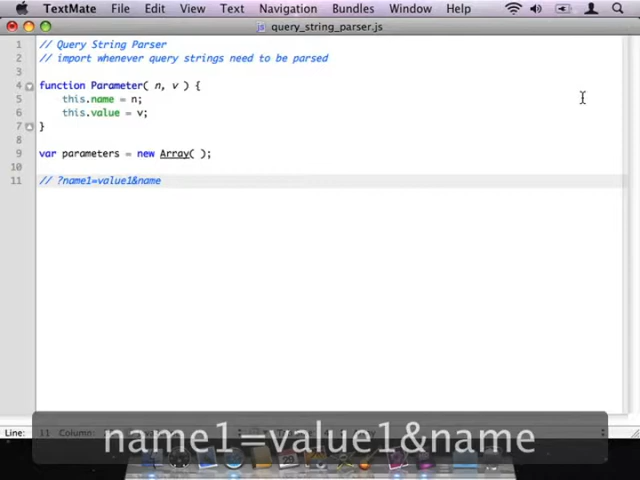 TextMate File Edit View Text Navigation Bundles Window Help
query_string_parser.js
1 // Query String Parser
2 // import whenever query strings need to be parsed
3
4 function Parameter( n, v ) {
5 this.name = n;
6 this.value = v;
7 }
8
9 var parameters = new Array( );
10
11 // ?name1=value1&name
Line: 11
name1=value1&name